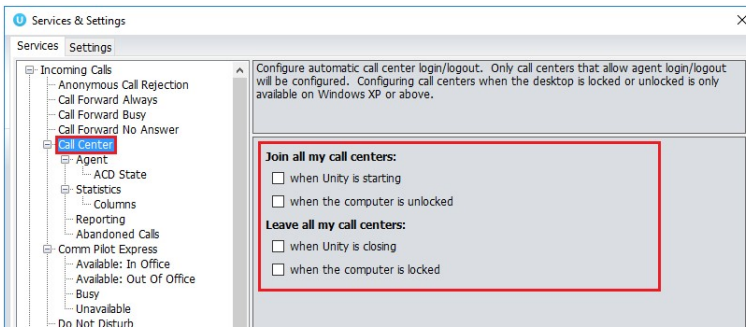 Services & Settings
Services Settings
Incoming Calls
Anonymous Call Rejection
Call Forward Always
Call Forward Busy
Call Forward No Answer
Call Center
Agent
ACD State
Statistics
Columns
Reporting
Abandoned Calls
Comm Pilot Express
Available: In Office
Available: Out Of Office
Busy
Unavailable
Do Not Disturb
Configure automatic call center login/logout. Only call centers that allow agent login/logout
will be configured. Configuring call centers when the desktop is locked or unlocked is only
available on Windows XP or above.
Join all my call centers:
when Unity is starting
when the computer is unlocked
Leave all my call centers:
when Unity is closing
when the computer is locked